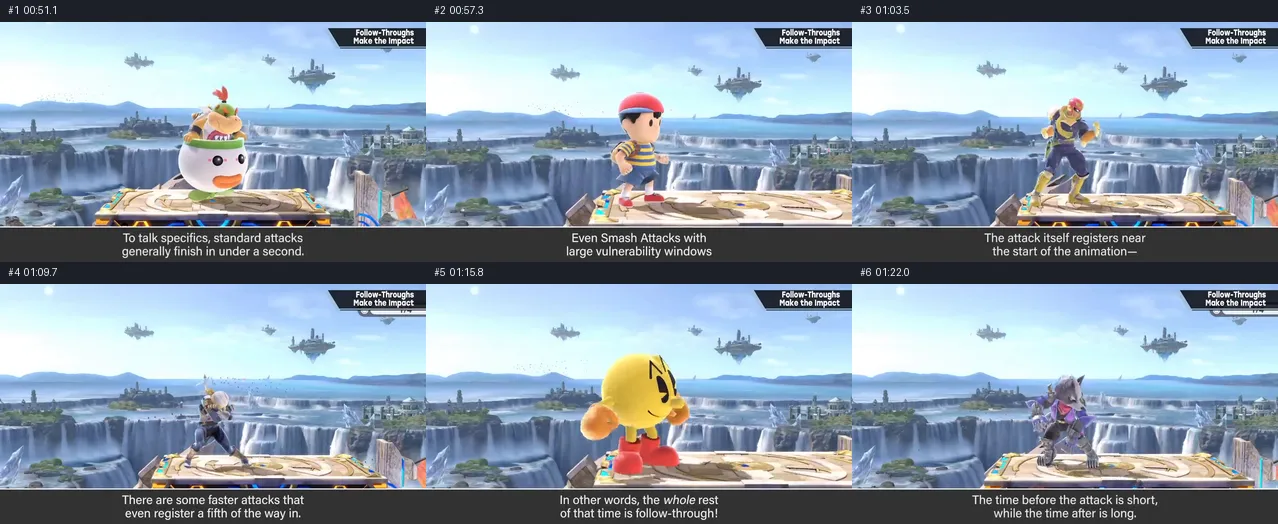 #1 00:51.1
Follow-Throughs
Make the Impact
To talk specifics, standard attacks
generally finish in under a second.
#2 00:57.3
Follow-Throughs
Make the Impact
Even Smash Attacks with
large vulnerability windows
#3 01:03.5
Follow-Throughs
Make the Impact
The attack itself registers near
the start of the animation—
#4 01:09.7
Follow-Throughs
Make the Impact
There are some faster attacks that
even register a fifth of the way in.
#5 01:15.8
Follow-Throughs
Make the Impact
In other words, the whole rest
of that time is follow-through!
#6 01:22.0
Follow-Throughs
Make the Impact
The time before the attack is short,
while the time after is long.